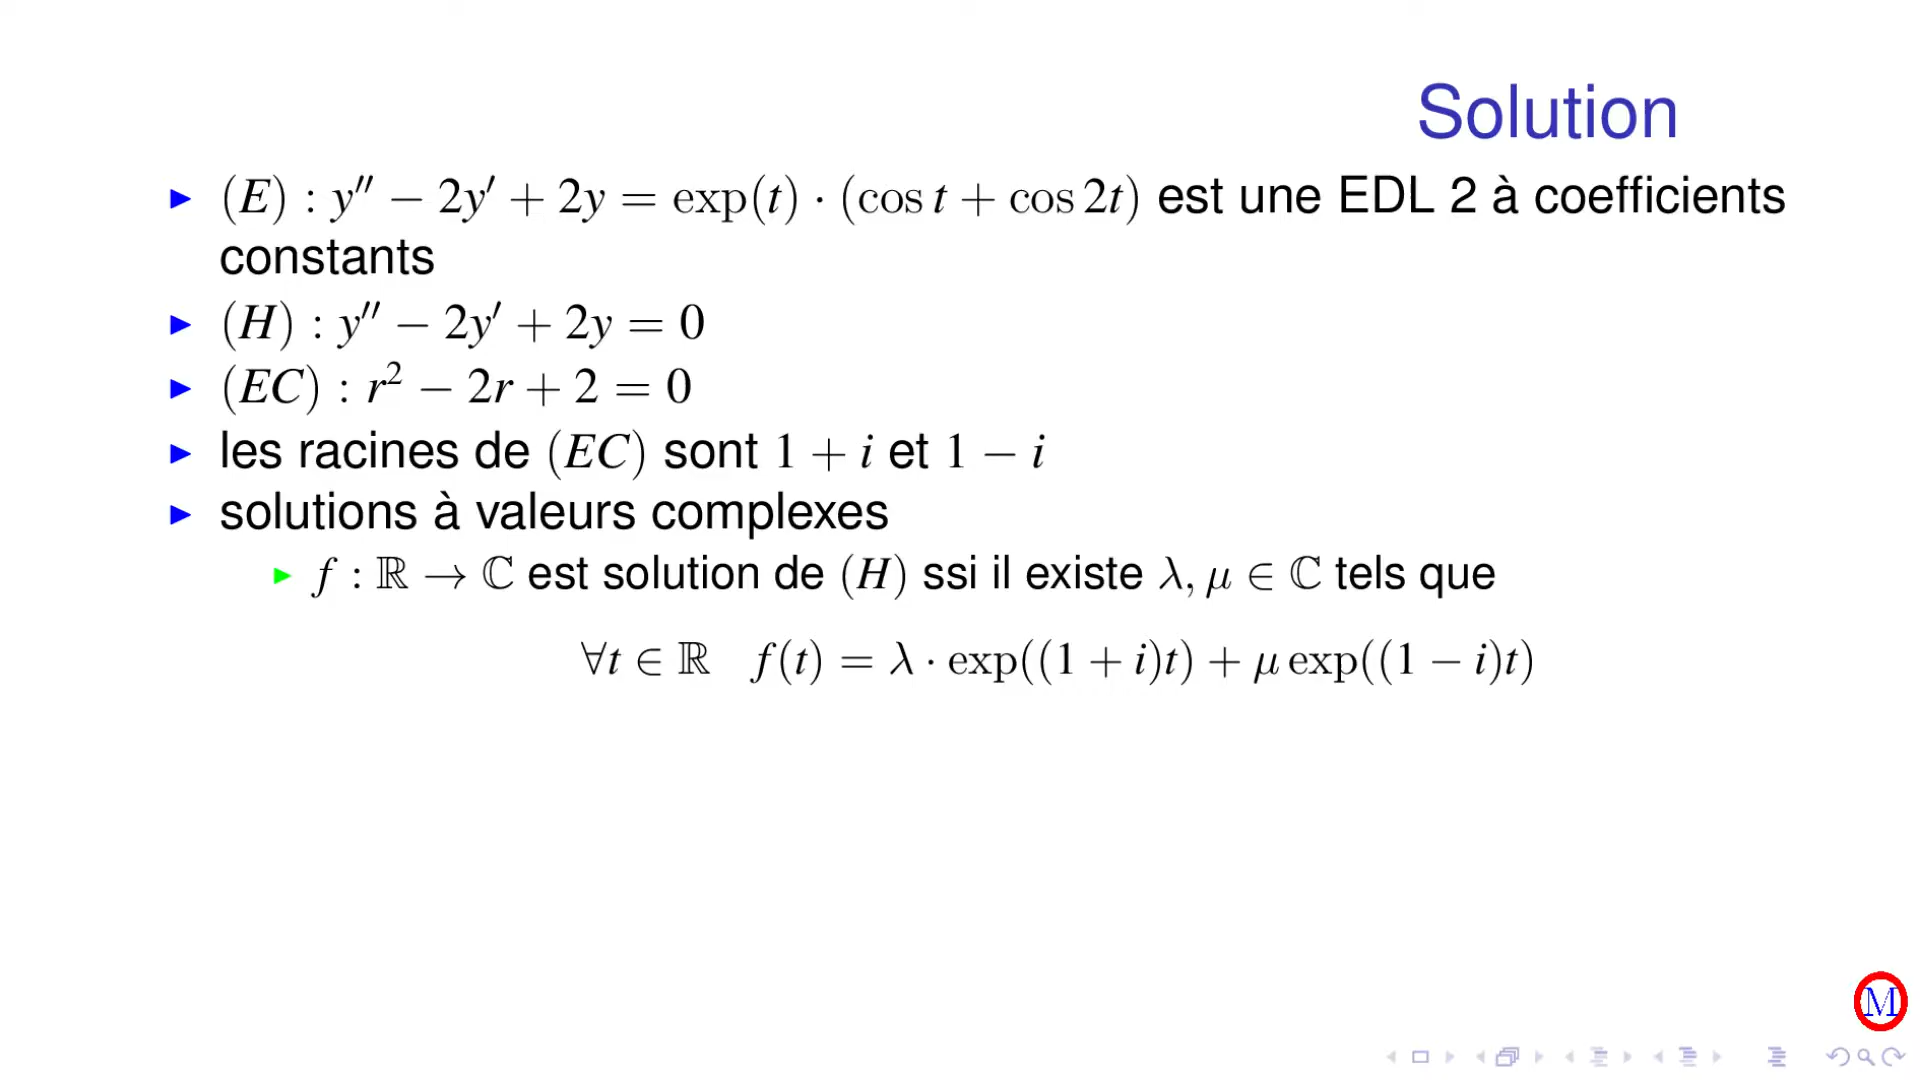 Solution
(E) : y′′ − 2y′ + 2y = exp(t) · (cos t + cos 2t) est une EDL 2 à coefficients
constants
(H) : y′′ − 2y′ + 2y = 0
(EC) : r² − 2r + 2 = 0
les racines de (EC) sont 1 + i et 1 − i
solutions à valeurs complexes
f : ℝ → ℂ est solution de (H) ssi il existe λ, μ ∈ ℂ tels que
∀t ∈ ℝ f(t) = λ · exp((1 + i)t) + μ exp((1 − i)t)
M